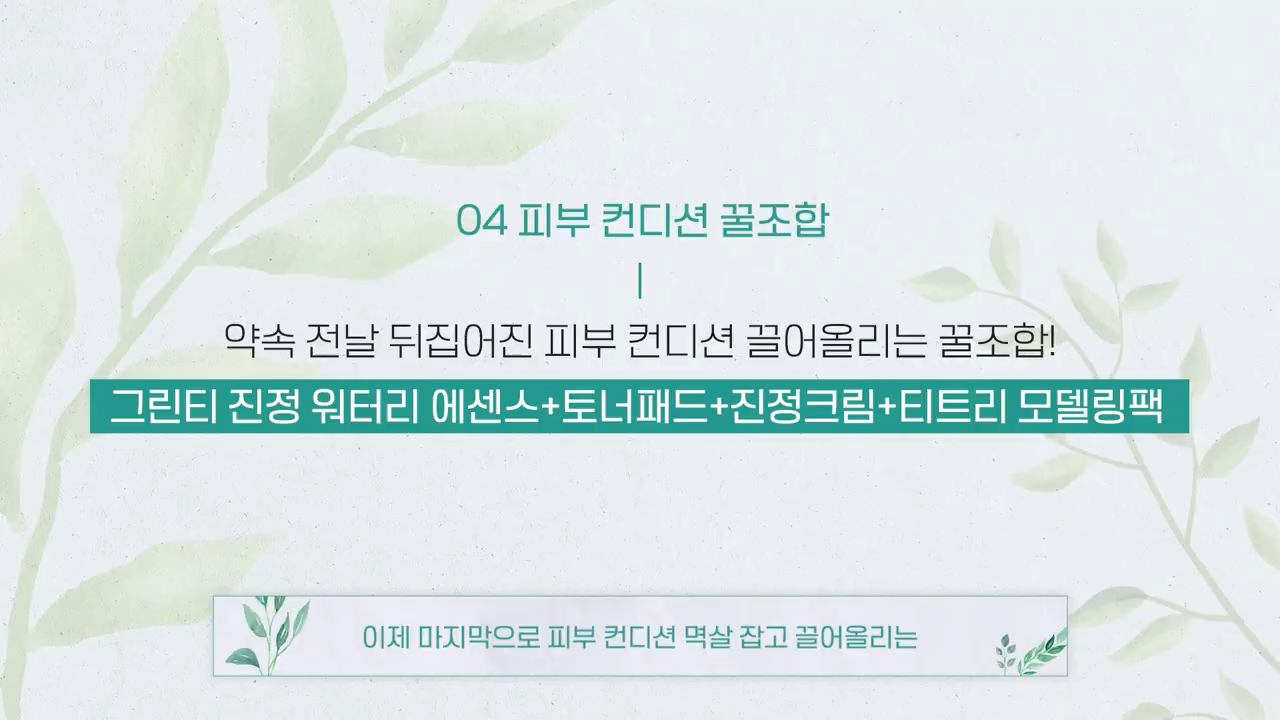 04 피부 컨디션 꿀조합
약속 전날 뒤집어진 피부 컨디션 끌어올리는 꿀조합!
그린티 진정 워터리 에센스+토너패드+진정크림+티트리 모델링팩
이제 마지막으로 피부 컨디션 멱살 잡고 끌어올리는